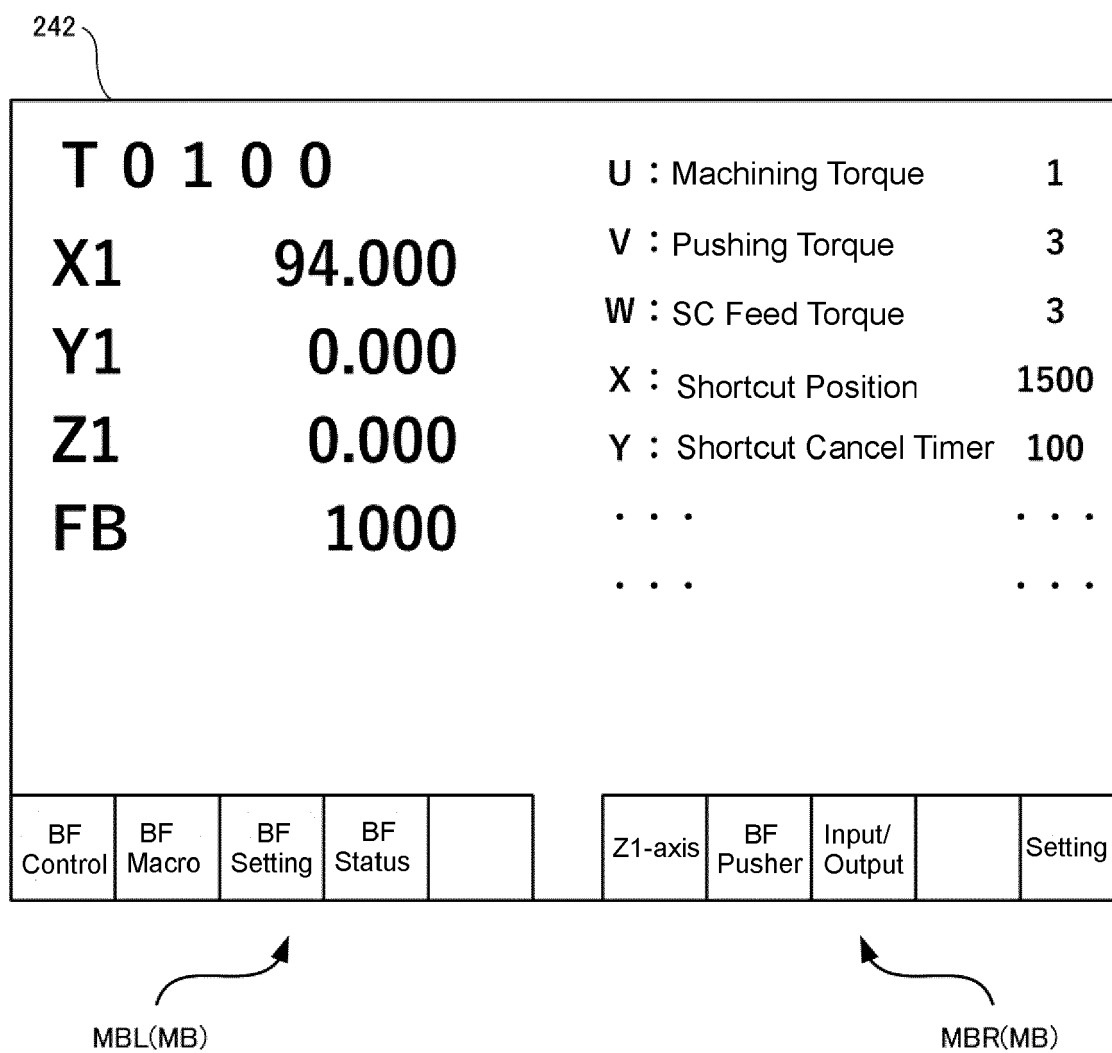 242
T 0 1 0 0
X1 94.000
Y1 0.000
Z1 0.000
FB 1000
U : Machining Torque 1
V : Pushing Torque 3
W : SC Feed Torque 3
X : Shortcut Position 1500
Y : Shortcut Cancel Timer 100
・・・ ・・・
・・・ ・・・
BF
Control
BF
Macro
BF
Setting
BF
Status
Z1-axis
BF
Pusher
Input/
Output
Setting
MBL(MB)
MBR(MB)